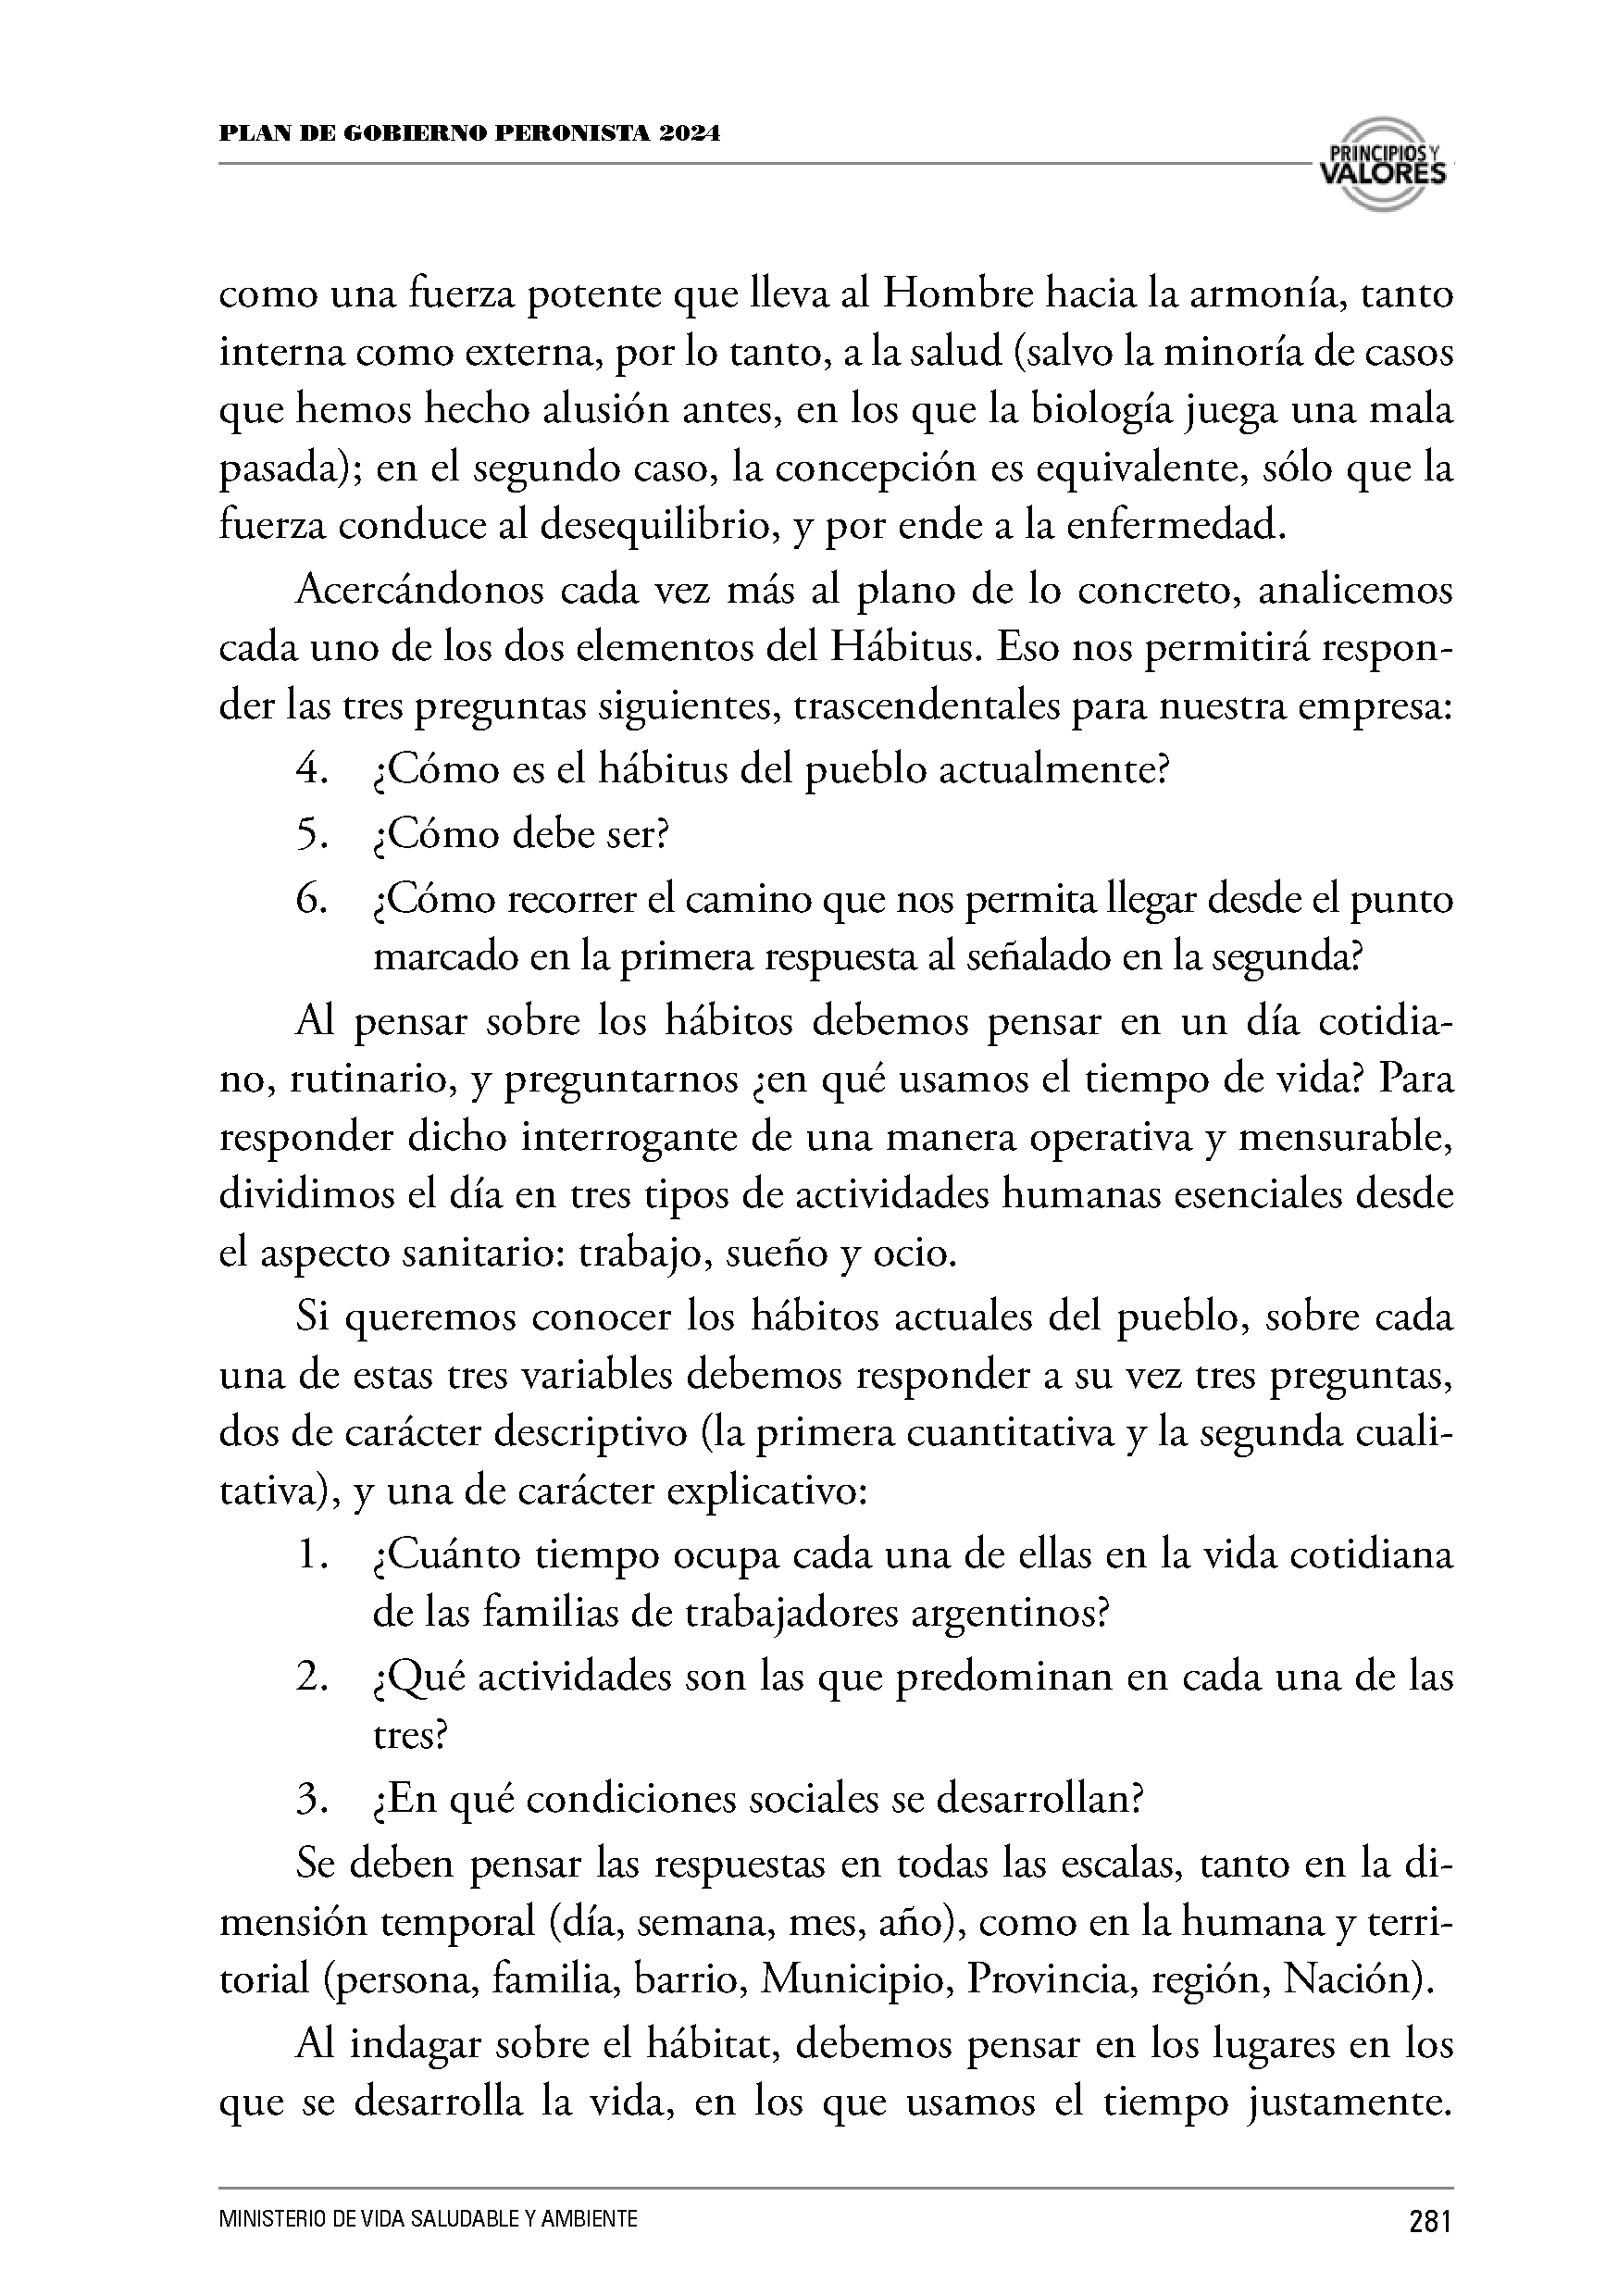 PLAN DE GOBIERNO PERONISTA 2024
PRINCIPIOS Y
VALORES
como una fuerza potente que lleva al Hombre hacia la armonía, tanto
interna como externa, por lo tanto, a la salud (salvo la minoría de casos
que hemos hecho alusión antes, en los que la biología juega una mala
pasada); en el segundo caso, la concepción es equivalente, sólo que la
fuerza conduce al desequilibrio, y por ende a la enfermedad.
Acercándonos cada vez más al plano de lo concreto, analicemos
cada uno de los dos elementos del Hábitus. Eso nos permitirá respon-
der las tres preguntas siguientes, trascendentales para nuestra empresa:
4. ¿Cómo es el hábitus del pueblo actualmente?
5. ¿Cómo debe ser?
6. ¿Cómo recorrer el camino que nos permita llegar desde el punto
marcado en la primera respuesta al señalado en la segunda?
Al pensar sobre los hábitos debemos pensar en un día cotidia-
no, rutinario, y preguntarnos ¿en qué usamos el tiempo de vida? Para
responder dicho interrogante de una manera operativa y mensurable,
dividimos el día en tres tipos de actividades humanas esenciales desde
el aspecto sanitario: trabajo, sueño y ocio.
Si queremos conocer los hábitos actuales del pueblo, sobre cada
una de estas tres variables debemos responder a su vez tres preguntas,
dos de carácter descriptivo (la primera cuantitativa y la segunda cuali-
tativa), y una de carácter explicativo:
1. ¿Cuánto tiempo ocupa cada una de ellas en la vida cotidiana
de las familias de trabajadores argentinos?
2. ¿Qué actividades son las que predominan en cada una de las
tres?
3. ¿En qué condiciones sociales se desarrollan?
Se deben pensar las respuestas en todas las escalas, tanto en la di-
mensión temporal (día, semana, mes, año), como en la humana y terri-
torial (persona, familia, barrio, Municipio, Provincia, región, Nación).
Al indagar sobre el hábitat, debemos pensar en los lugares en los
que se desarrolla la vida, en los que usamos el tiempo justamente.
MINISTERIO DE VIDA SALUDABLE Y AMBIENTE
281